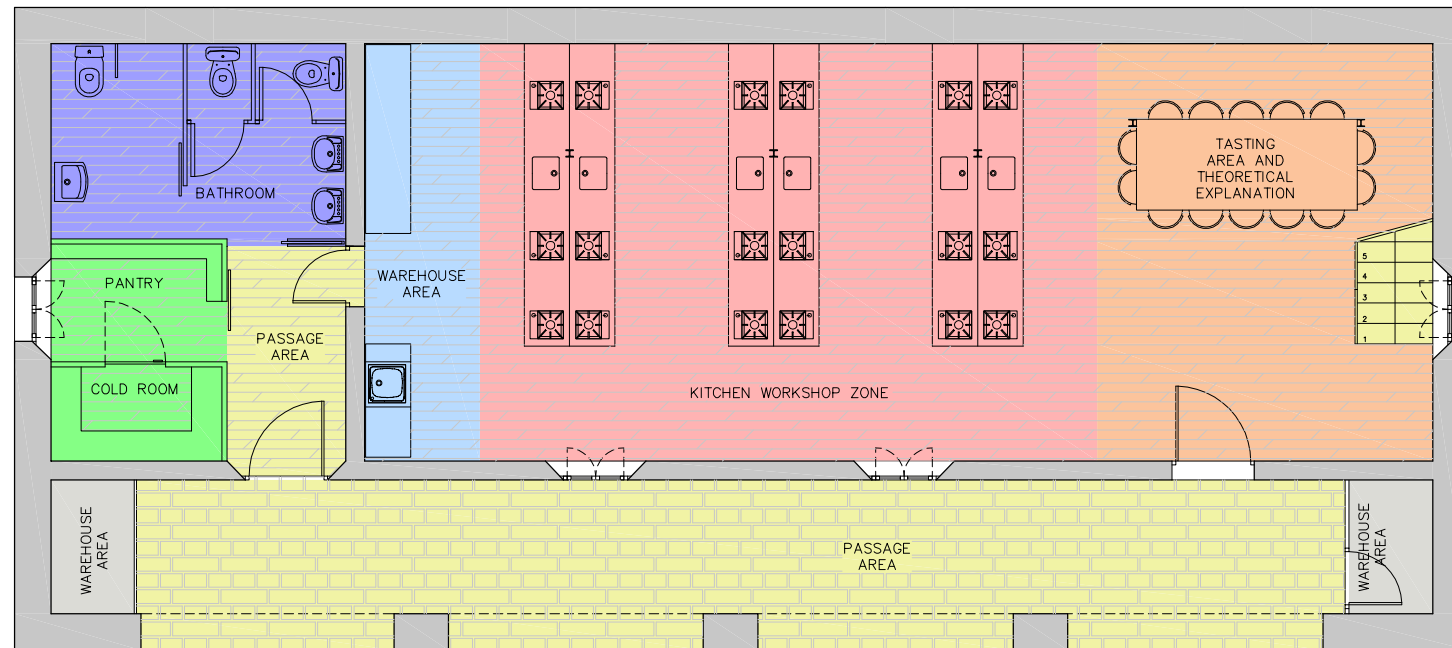 BATHROOM
TASTING
AREA AND
THEORETICAL
EXPLANATION
PANTRY
WAREHOUSE
AREA
5
4
3
2
1
PASSAGE
AREA
COLD ROOM
KITCHEN WORKSHOP ZONE
WAREHOUSE
AREA
PASSAGE
AREA
WAREHOUSE
AREA